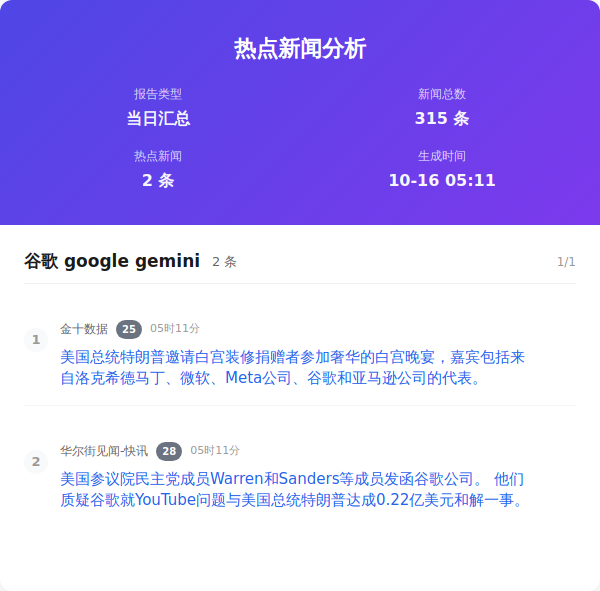 热点新闻分析
报告类型
当日汇总
新闻总数
315 条
热点新闻
2 条
生成时间
10-16 05:11
谷歌 google gemini 2 条 1/1
1
金十数据 25 05时11分
美国总统特朗普邀请白宫装修捐赠者参加奢华的白宫晚宴，嘉宾包括来
自洛克希德马丁、微软、Meta公司、谷歌和亚马逊公司的代表。
2
华尔街见闻-快讯 28 05时11分
美国参议院民主党成员Warren和Sanders等成员发函谷歌公司。 他们
质疑谷歌就YouTube问题与美国总统特朗普达成0.22亿美元和解一事。